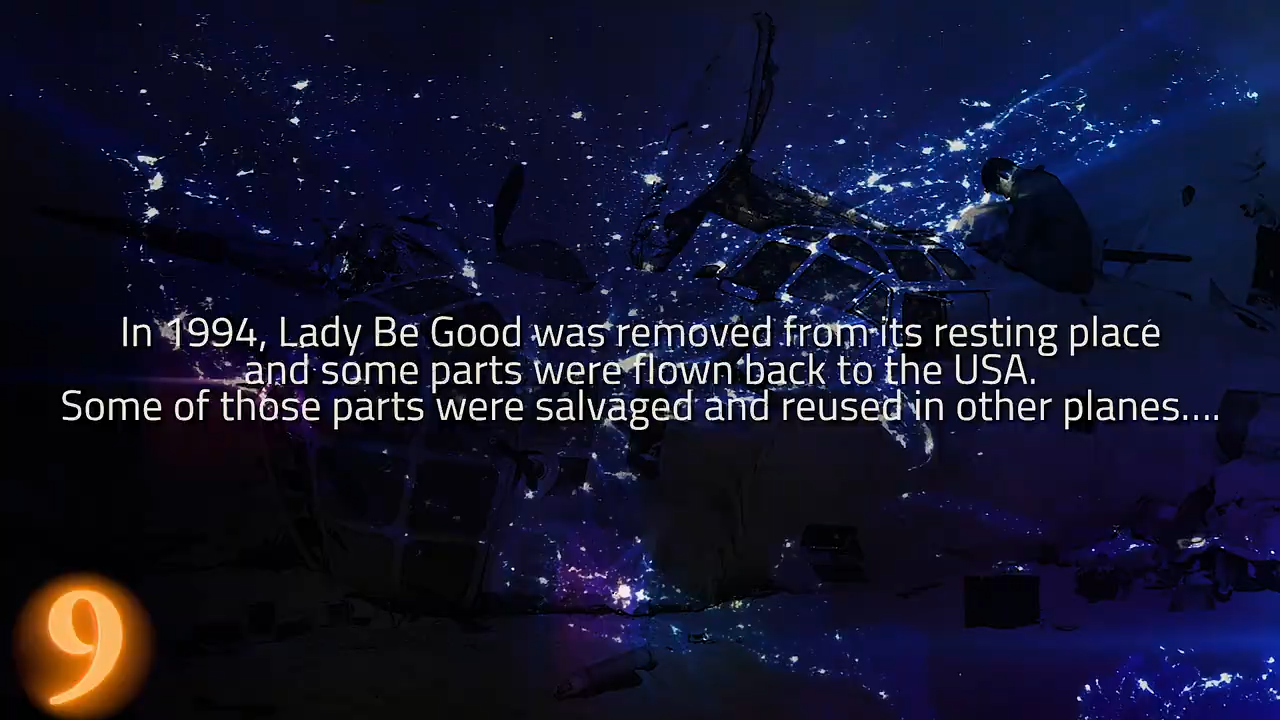 In 1994, Lady Be Good was removed from its resting place
and some parts were flown back to the USA.
Some of those parts were salvaged and reused in other planes....
9